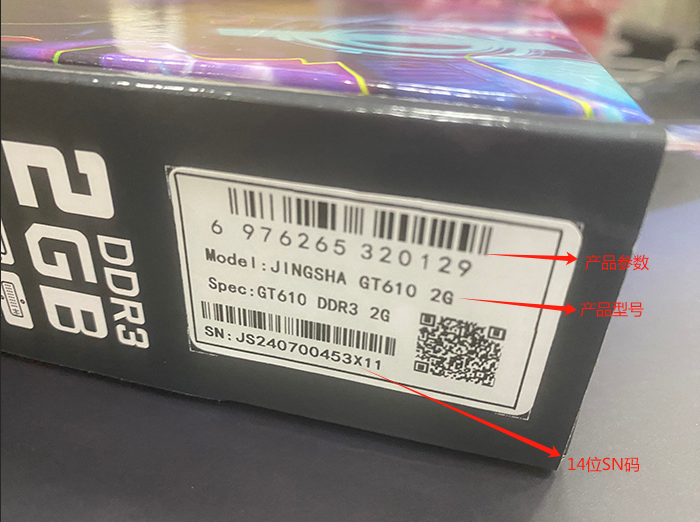 2GB
DDR3
6 976265 320129
Model:JINGSHA GT610 2G
Spec:GT610 DDR3 2G
SN:JS240700453X11
产品参数
产品型号
14位SN码